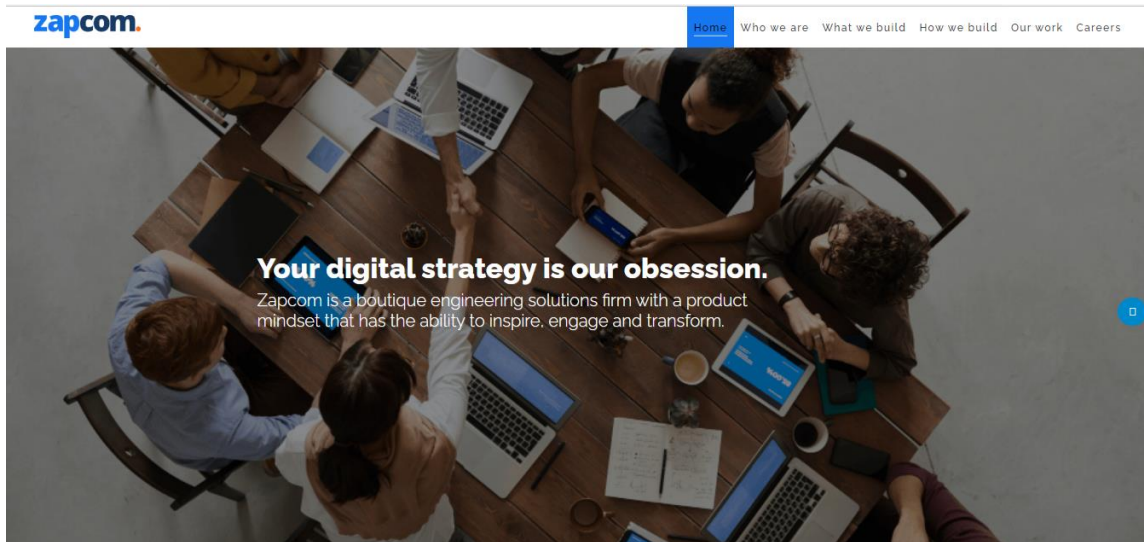 zapcom.
Home Who we are What we build How we build Our work Careers
Your digital strategy is our obsession.
Zapcom is a boutique engineering solutions firm with a product
mindset that has the ability to inspire, engage and transform.